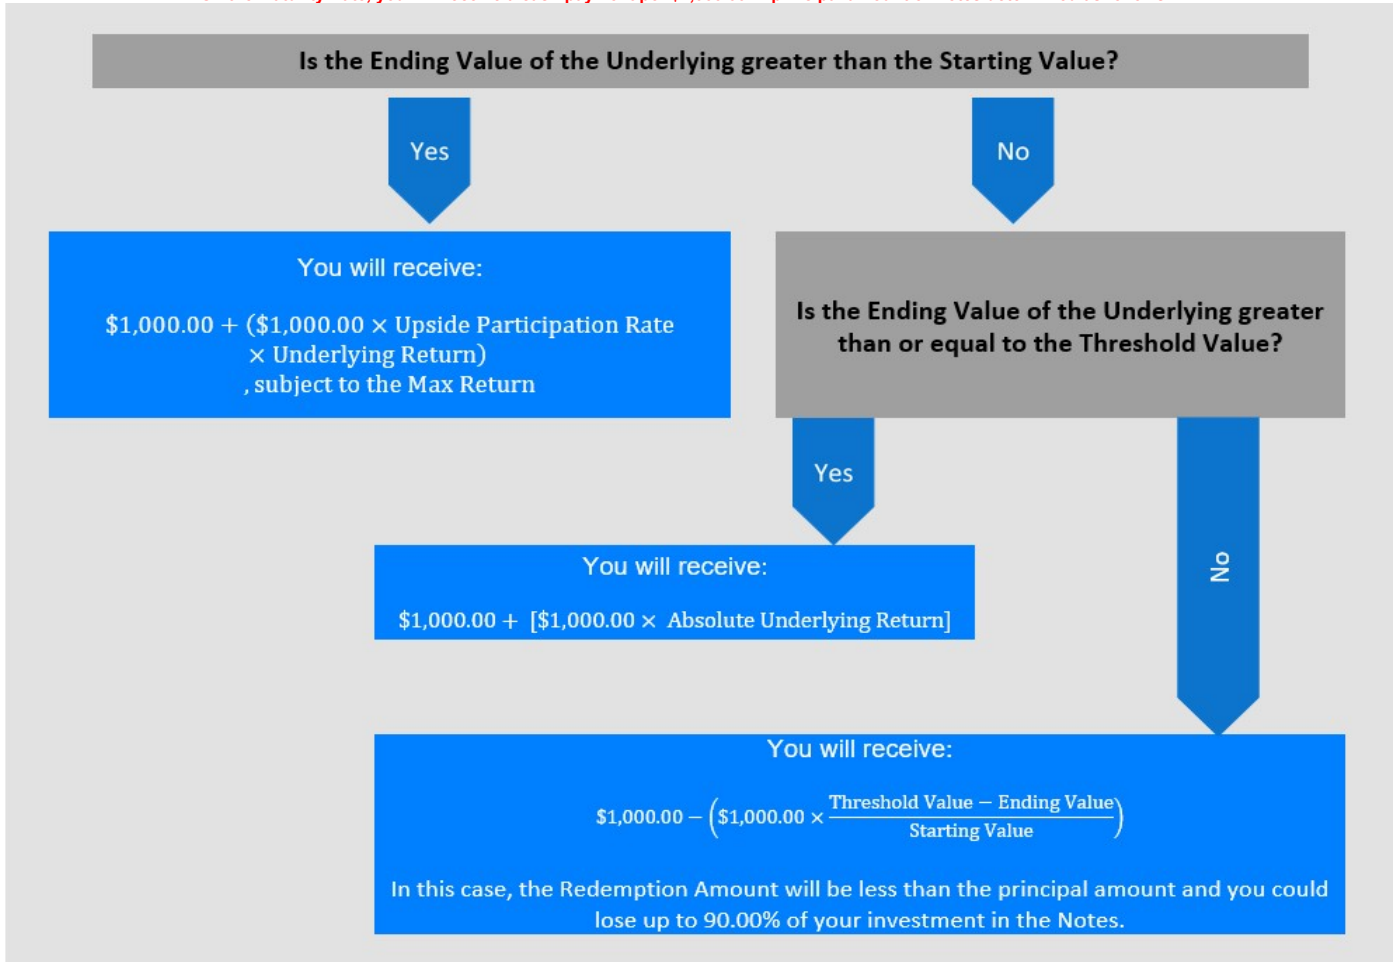 Is the Ending Value of the Underlying greater than the Starting Value?
Yes
No
You will receive:
$1,000.00 + ($1,000.00 × Upside Participation Rate
× Underlying Return)
, subject to the Max Return
Is the Ending Value of the Underlying greater
than or equal to the Threshold Value?
Yes
No
You will receive:
$1,000.00 + [$1,000.00 × Absolute Underlying Return]
You will receive:
$1,000.00 − ($1,000.00 × Threshold Value − Ending Value
Starting Value)
In this case, the Redemption Amount will be less than the principal amount and you could
lose up to 90.00% of your investment in the Notes.